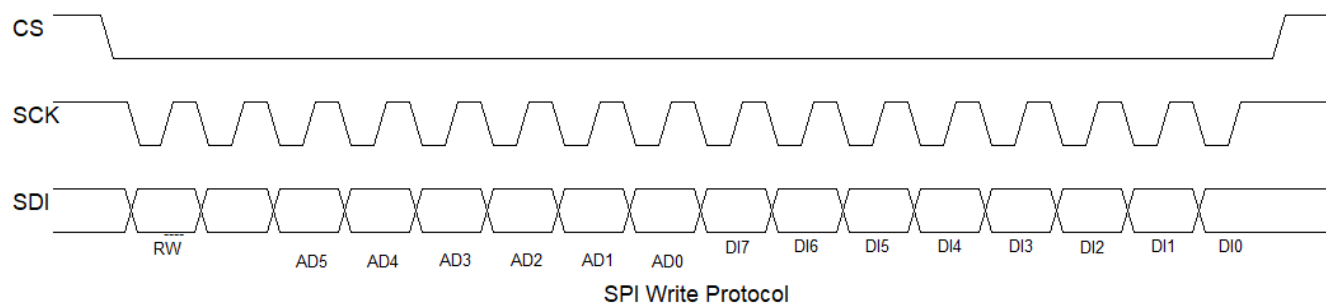 CS
SCK
SDI
RW DI7 DI6 DI5 DI4 DI3 DI2 DI1 DI0
AD5 AD4 AD3 AD2 AD1 AD0
SPI Write Protocol